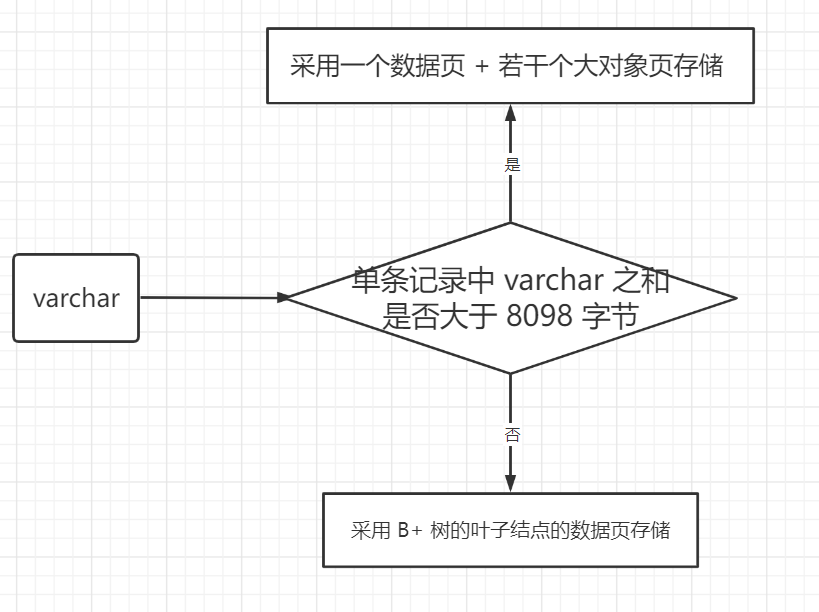 采用一个数据页 + 若干个大对象页存储
是
varchar
单条记录中 varchar 之和
是否大于 8098 字节
否
采用 B+ 树的叶子结点的数据页存储